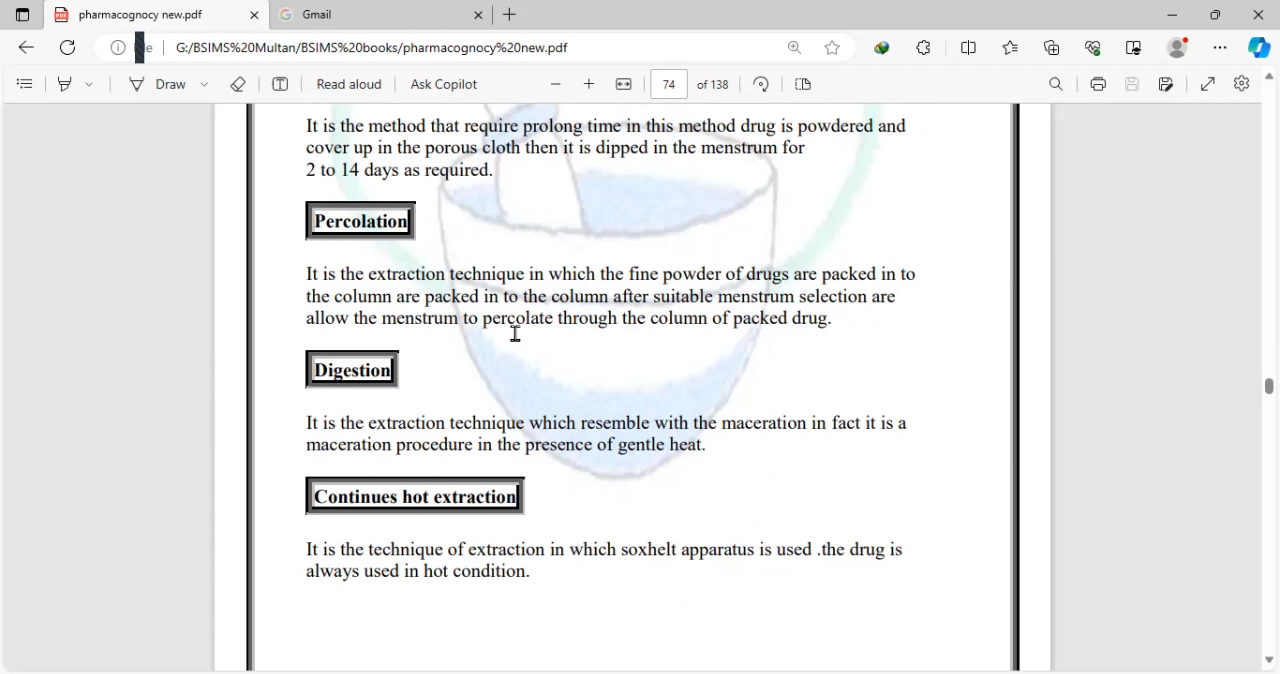 pharmacognocy new.pdf
Gmail
G:/BSIMS%20Multan/BSIMS%20books/pharmacognocy%20new.pdf
Draw
Read aloud
Ask Copilot
74 of 138
It is the method that require prolong time in this method drug is powdered and
cover up in the porous cloth then it is dipped in the menstrum for
2 to 14 days as required.
Percolation
It is the extraction technique in which the fine powder of drugs are packed in to
the column are packed in to the column after suitable menstrum selection are
allow the menstrum to percolate through the column of packed drug.
Digestion
It is the extraction technique which resemble with the maceration in fact it is a
maceration procedure in the presence of gentle heat.
Continues hot extraction
It is the technique of extraction in which soxhelt apparatus is used .the drug is
always used in hot condition.